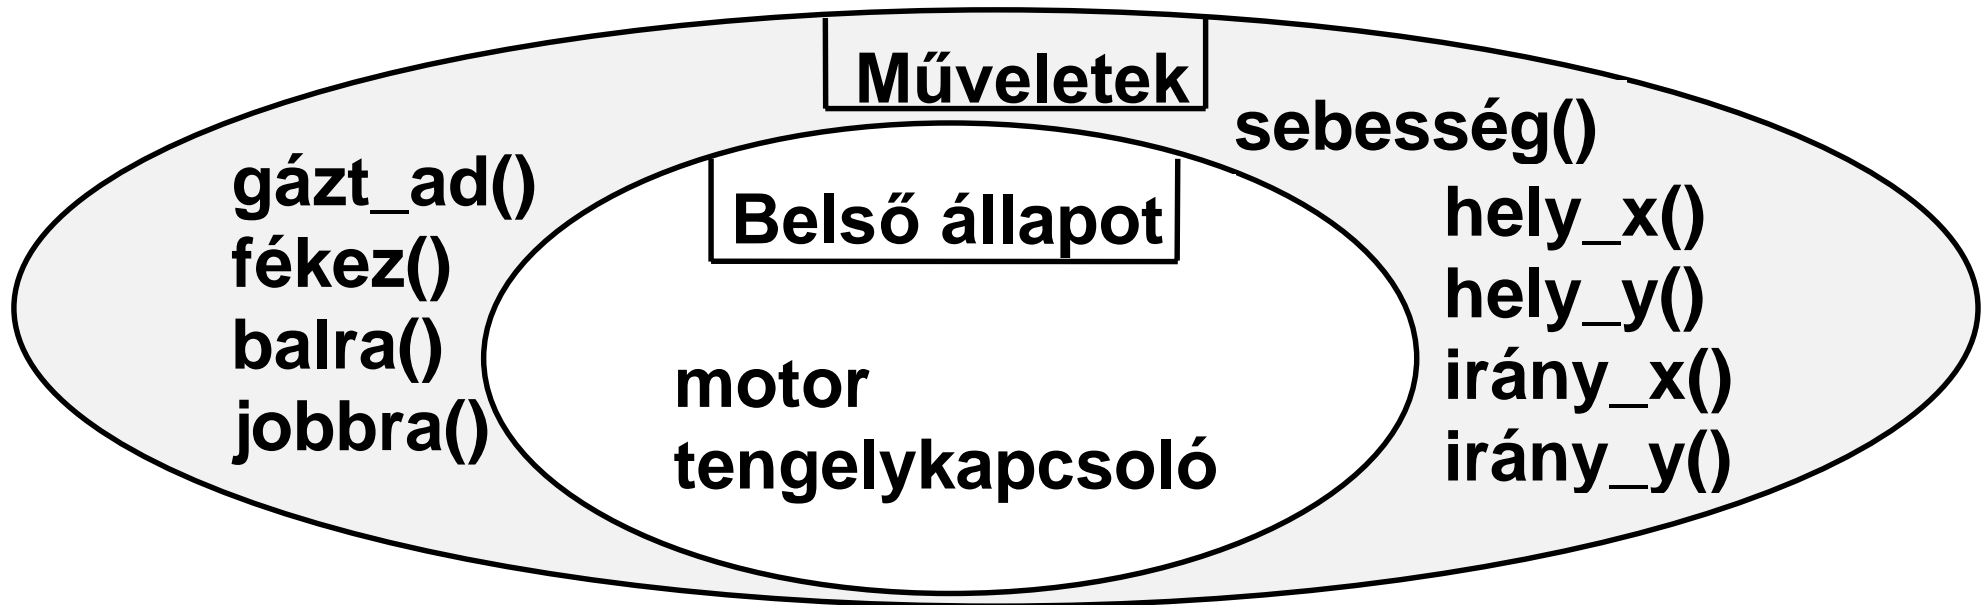 Műveletek
gázt_ad()
fékez()
balra()
jobbra()
Belső állapot
motor
tengelykapcsoló
sebesség()
hely_x()
hely_y()
irány_x()
irány_y()